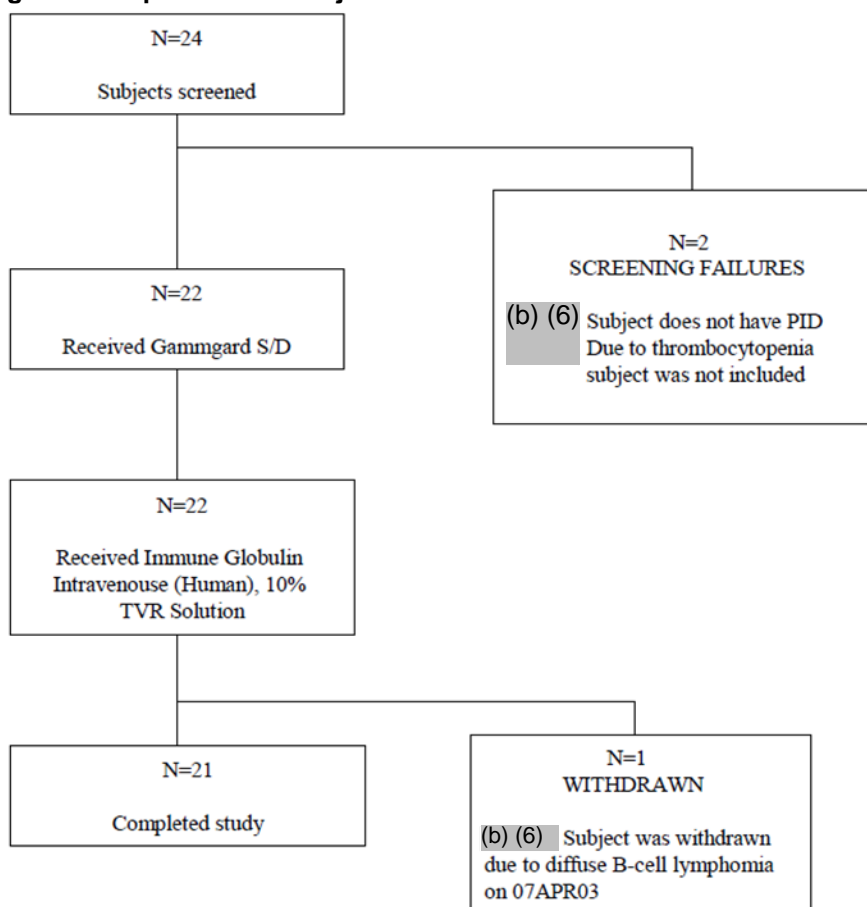 N=24
Subjects screened
N=2
SCREENING FAILURES
(b) (6) Subject does not have PID
Due to thrombocytopenia
subject was not included
N=22
Received Gammgard S/D
N=22
Received Immune Globulin
Intravenouse (Human), 10%
TVR Solution
N=21
Completed study
N=1
WITHDRAWN
(b) (6) Subject was withdrawn
due to diffuse B-cell lymphomia
on 07APR03